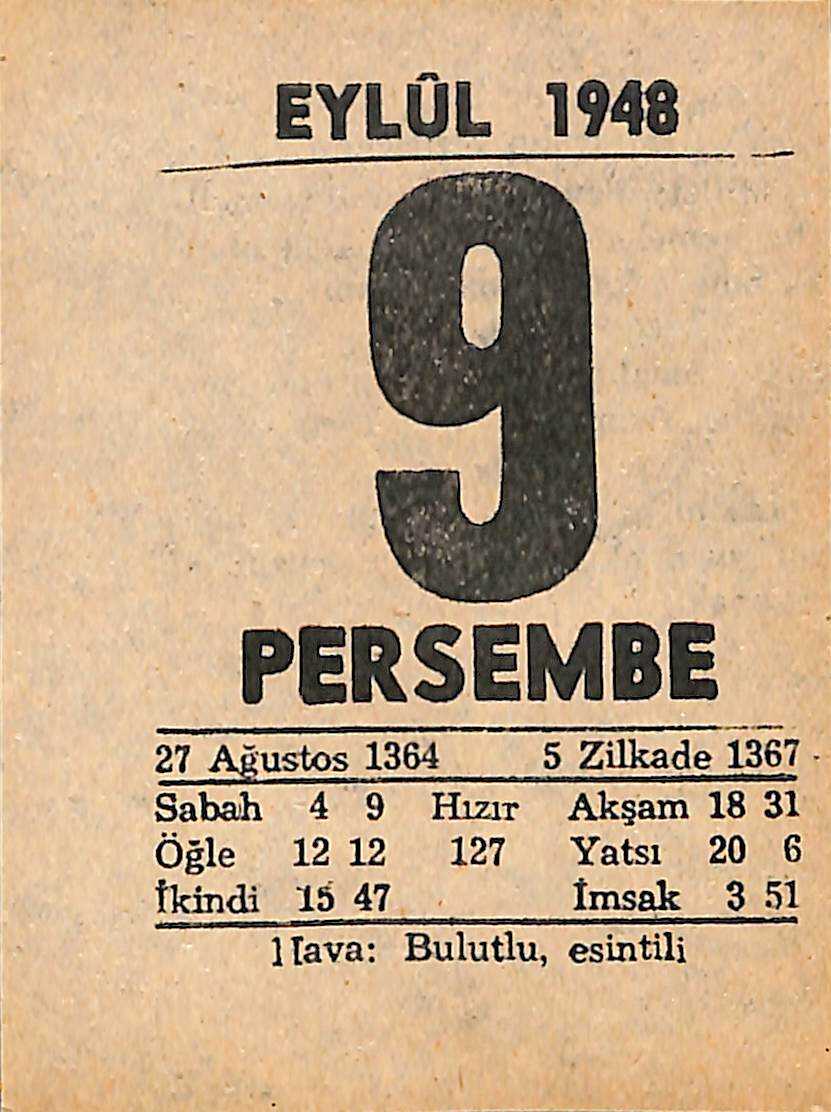 EYLÛL 1948
9
PERSEMBE
27 Ağustos 1364 5 Zilkade 1367
Sabah 4 9 Hızır Akşam 18 31
Öğle 12 12 127 Yatsı 20 6
İkindi 15 47 İmsak 3 51
Hava: Bulutlu, esintili